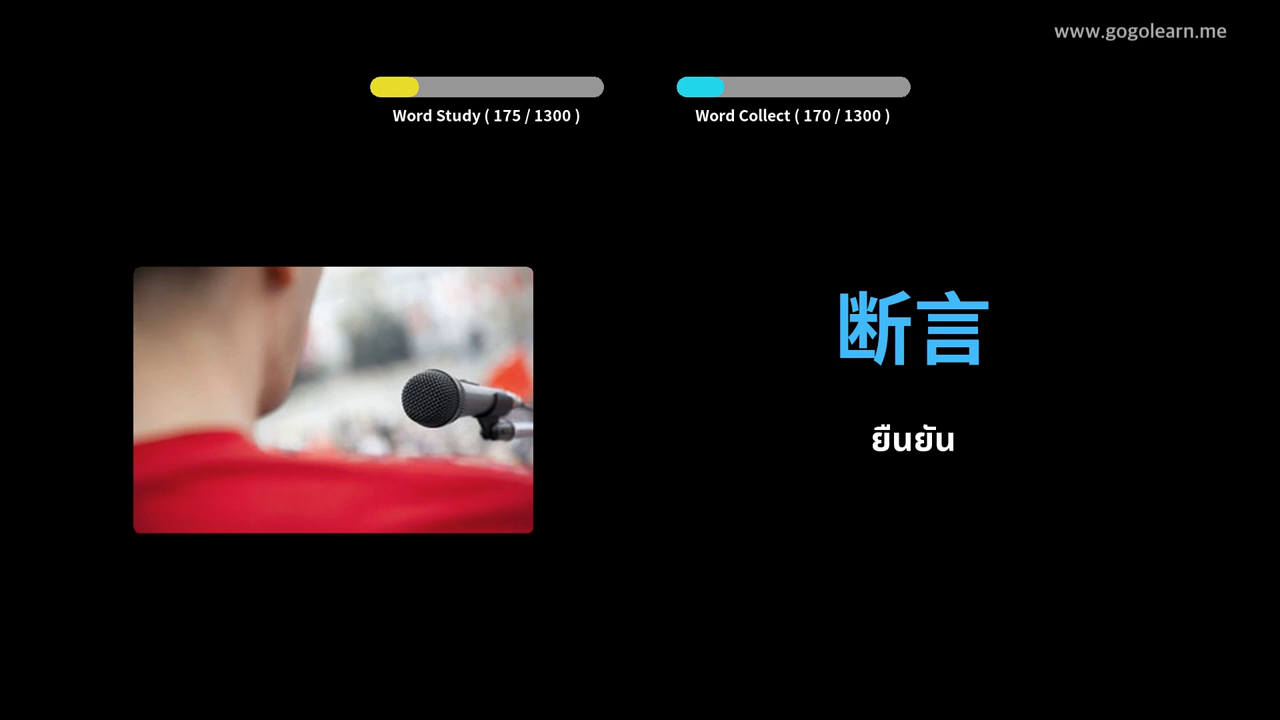 www.gogolearn.me
Word Study ( 175 / 1300 )
Word Collect ( 170 / 1300 )
断言
ยืนยัน